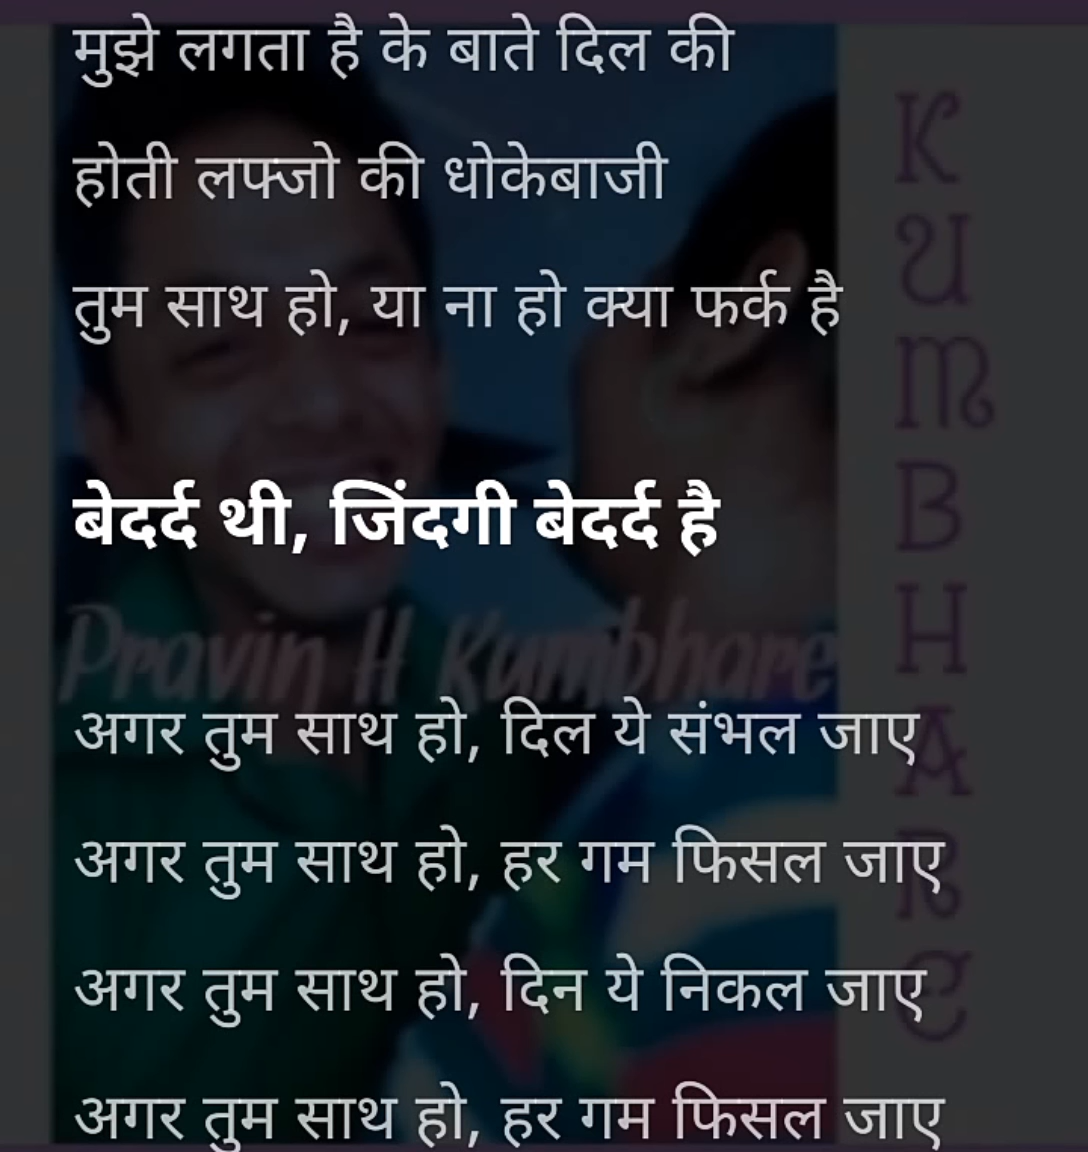 मुझे लगता है के बाते दिल की
होती लफ्जो की धोकेबाजी
तुम साथ हो, या ना हो क्या फर्क है
बेदर्द थी, जिंदगी बेदर्द है
Pravin H Kumbhare
अगर तुम साथ हो, दिल ये संभल जाए
अगर तुम साथ हो, हर गम फिसल जाए
अगर तुम साथ हो, दिन ये निकल जाए
अगर तुम साथ हो, हर गम फिसल जाए
KUMBHARE